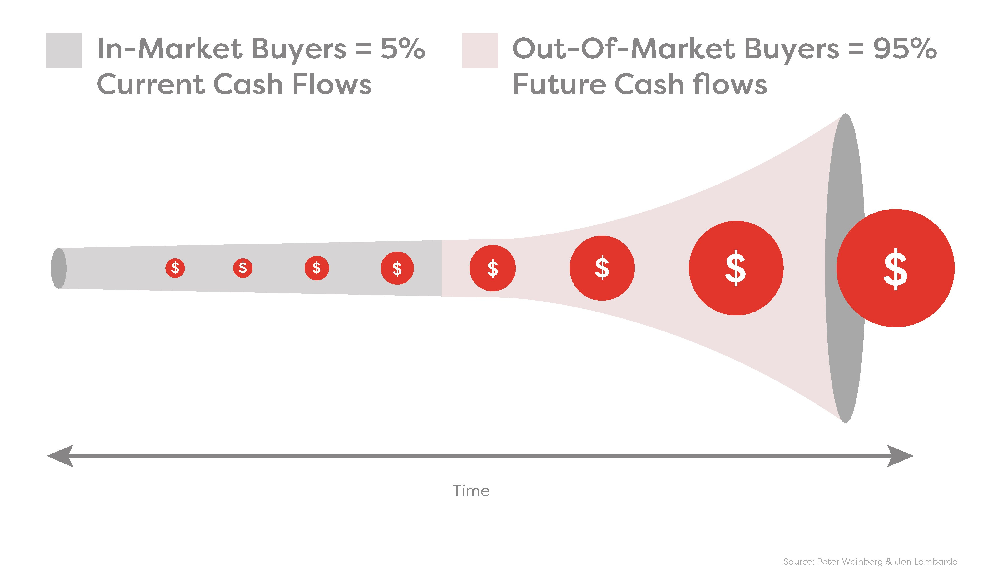 In-Market Buyers = 5%
Current Cash Flows
Out-Of-Market Buyers = 95%
Future Cash flows
$
$
$
$
$
$
$
$
Time
Source: Peter Weinberg & Jon Lombardo